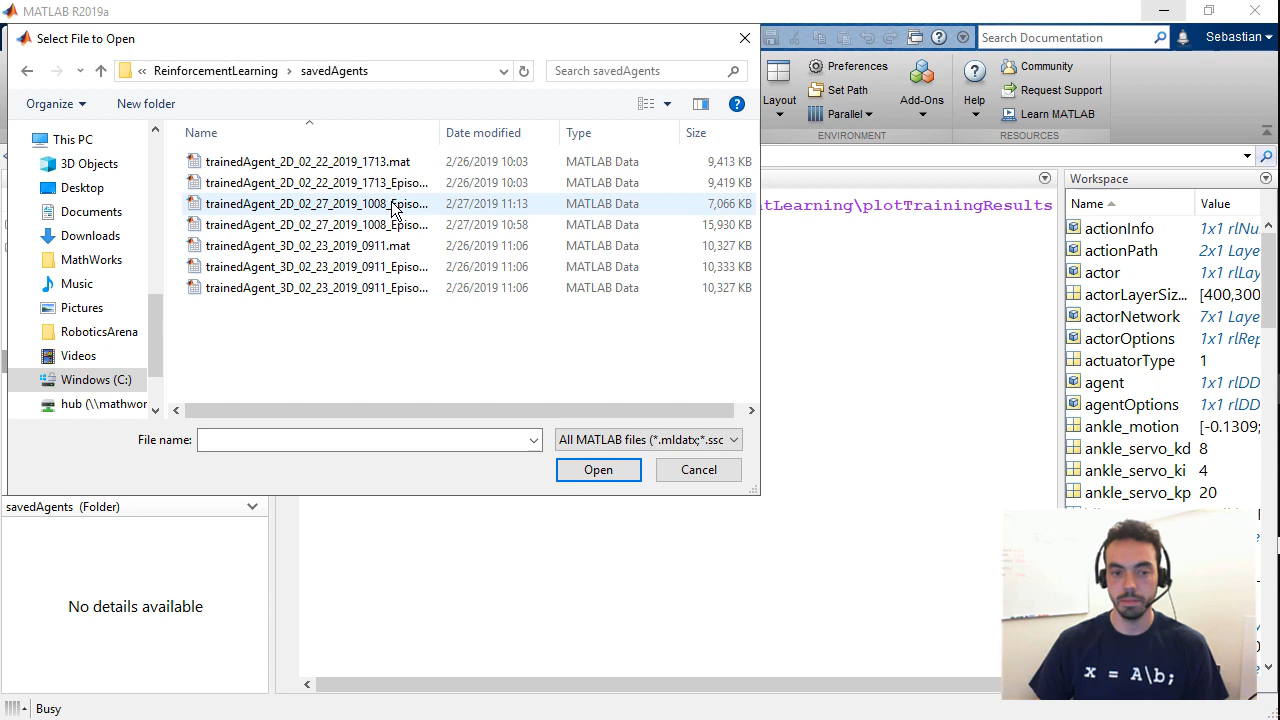 MATLAB R2019a
Select File to Open
Search Documentation
Sebastian
ReinforcementLearning
savedAgents
Search savedAgents
Preferences
Community
Set Path
Request Support
Layout
Parallel
Add-Ons
Help
Learn MATLAB
ENVIRONMENT
RESOURCES
Organize
New folder
Name
Date modified
Type
Size
This PC
3D Objects
Desktop
Documents
Downloads
MathWorks
Music
Pictures
RoboticsArena
Videos
Windows (C:)
hub (\\mathwor
trainedAgent_2D_02_22_2019_1713.mat 2/26/2019 10:03 MATLAB Data 9,413 KB
trainedAgent_2D_02_22_2019_1713_Episo... 2/26/2019 10:03 MATLAB Data 9,419 KB
trainedAgent_2D_02_27_2019_1008_Episo... 2/27/2019 11:13 MATLAB Data 7,066 KB
trainedAgent_2D_02_27_2019_1008_Episo... 2/27/2019 10:58 MATLAB Data 15,930 KB
trainedAgent_3D_02_23_2019_0911.mat 2/26/2019 11:06 MATLAB Data 10,327 KB
trainedAgent_3D_02_23_2019_0911_Episo... 2/26/2019 11:06 MATLAB Data 10,333 KB
trainedAgent_3D_02_23_2019_0911_Episo... 2/26/2019 11:06 MATLAB Data 10,327 KB
File name:
All MATLAB files (*.mldatx;*.ssc
Open
Cancel
tLearning\plotTrainingResults
Workspace
Name Value
actionInfo 1x1 rlNu
actionPath 2x1 Laye
actor 1x1 rlLay
actorLayerSiz... [400,300
actorNetwork 7x1 Laye
actorOptions 1x1 rlRep
actuatorType 1
agent 1x1 rlDD
agentOptions 1x1 rlDD
ankle_motion [-0.1309;
ankle_servo_kd 8
ankle_servo_ki 4
ankle_servo_kp 20
savedAgents (Folder)
No details available
x = A\b;
Busy